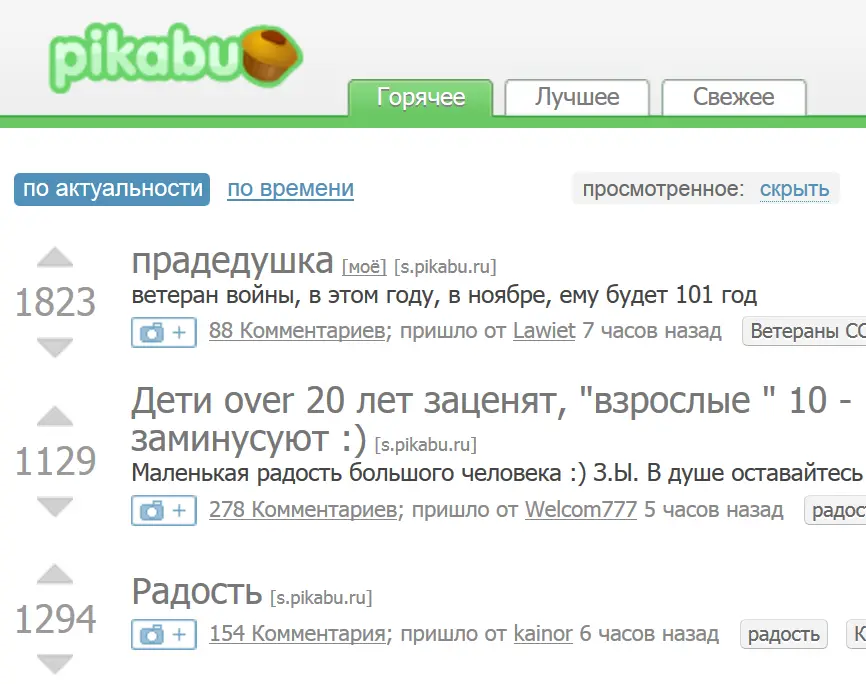 pikabu
Горячее Лучшее Свежее
по актуальности по времени просмотренное: скрыть
прадедушка [моё] [s.pikabu.ru]
1823
ветеран войны, в этом году, в ноябре, ему будет 101 год
+ 88 Комментариев; пришло от Lawiet 7 часов назад Ветераны СС
Дети over 20 лет заценят, "взрослые " 10 -
заминусуют :) [s.pikabu.ru]
1129
Маленькая радость большого человека :) З.Ы. В душе оставайтесь
+ 278 Комментариев; пришло от Welcom777 5 часов назад радос
Радость [s.pikabu.ru]
1294
+ 154 Комментария; пришло от kainor 6 часов назад радость К